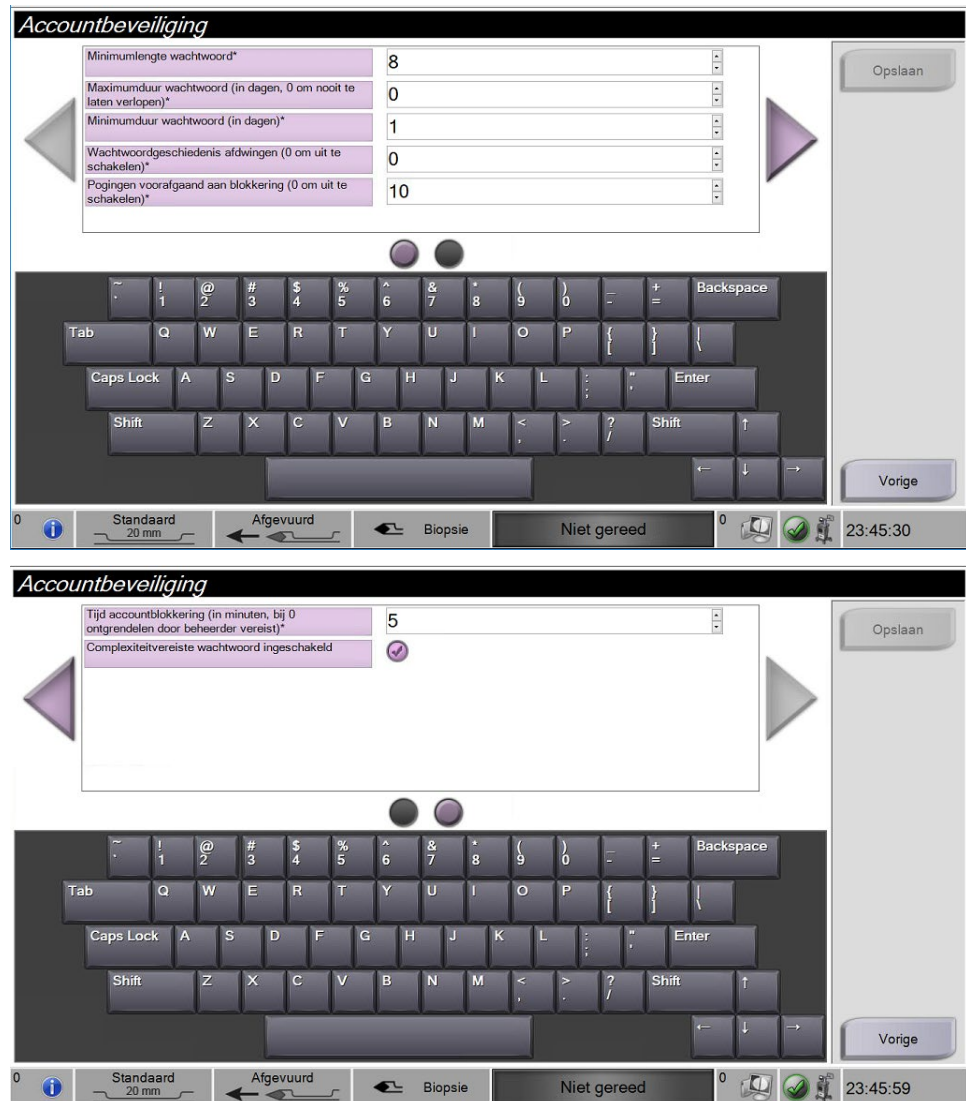 Accountbeveiliging
Minimumlengte wachtwoord*
8
Opslaan
Maximumduur wachtwoord (in dagen, 0 om nooit te
laten verlopen)*
0
Minimumduur wachtwoord (in dagen)*
1
Wachtwoordgeschiedenis afdwingen (0 om uit te
schakelen)*
0
Pogingen voorafgaand aan blokkering (0 om uit te
schakelen)*
10
~ ! @ # $ % ^ & * ( ) _ + Backspace
` 1 2 3 4 5 6 7 8 9 0 - =
Tab Q W E R T Y U I O P { } |
[ ] \
Caps Lock A S D F G H J K L : " Enter
; '
Shift Z X C V B N M < > ? Shift ↑
, . /
← ↓ →
Vorige
0 Standaard Afgevuurd Biopsie Niet gereed 0 23:45:30
20 mm
Accountbeveiliging
Tijd accountblokkering (in minuten, bij 0
ontgrendelen door beheerder vereist)*
5
Opslaan
Complexiteitvereiste wachtwoord ingeschakeld
~ ! @ # $ % ^ & * ( ) _ + Backspace
` 1 2 3 4 5 6 7 8 9 0 - =
Tab Q W E R T Y U I O P { } |
[ ] \
Caps Lock A S D F G H J K L : " Enter
; '
Shift Z X C V B N M < > ? Shift ↑
, . /
← ↓ →
Vorige
0 Standaard Afgevuurd Biopsie Niet gereed 0 23:45:59
20 mm